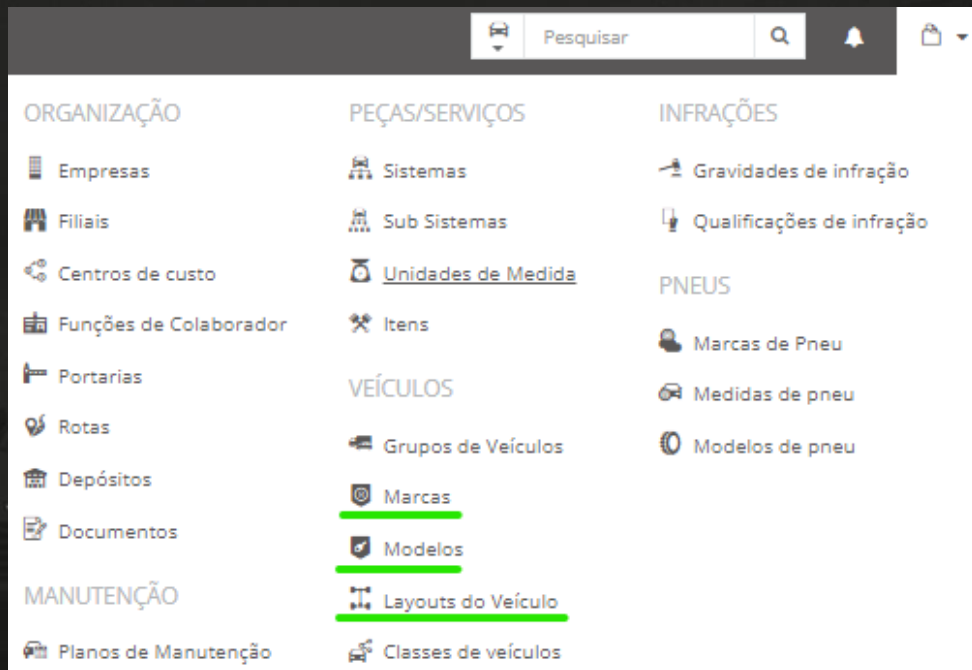 Pesquisar
ORGANIZAÇÃO
Empresas
Filiais
Centros de custo
Funções de Colaborador
Portarias
Rotas
Depósitos
Documentos
MANUTENÇÃO
Planos de Manutenção
PEÇAS/SERVIÇOS
Sistemas
Sub Sistemas
Unidades de Medida
Itens
VEÍCULOS
Grupos de Veículos
Marcas
Modelos
Layouts do Veículo
Classes de veículos
INFRAÇÕES
Gravidades de infração
Qualificações de infração
PNEUS
Marcas de Pneu
Medidas de pneu
Modelos de pneu